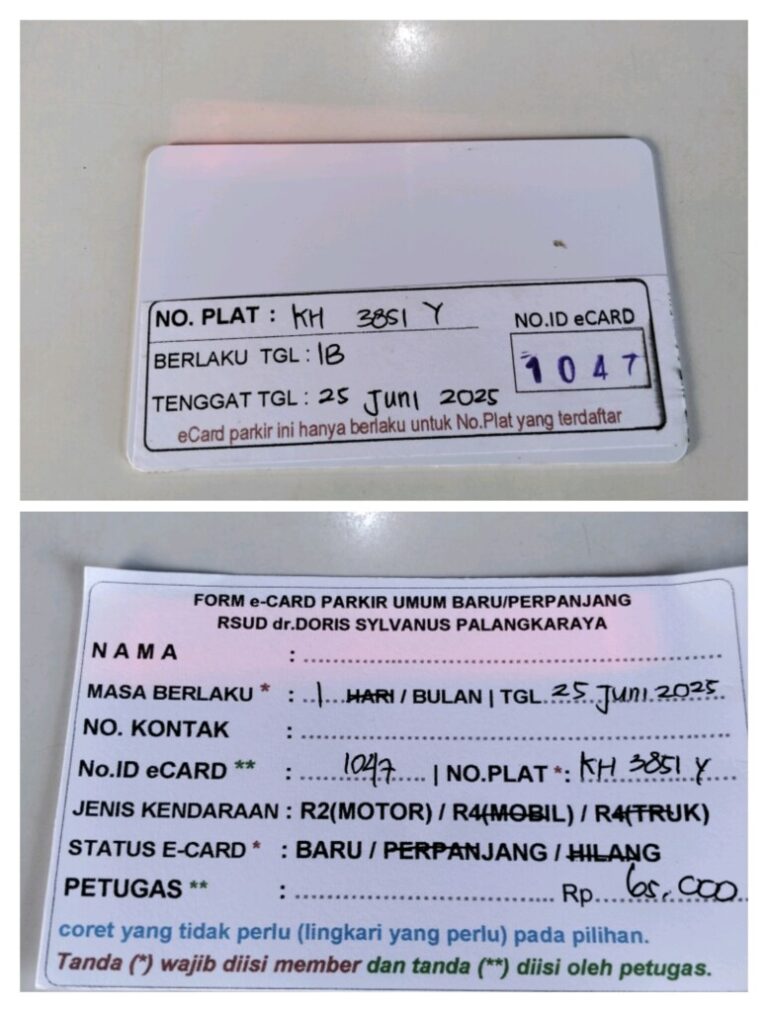 NO. PLAT : KH 3851 Y
NO.ID eCARD
BERLAKU TGL : 1B
1047
TENGGAT TGL : 25 Juni 2025
eCard parkir ini hanya berlaku untuk No.Plat yang terdaftar
FORM e-CARD PARKIR UMUM BARU/PERPANJANG
RSUD dr.DORIS SYLVANUS PALANGKARAYA
NAMA :
MASA BERLAKU * : 1 HARI / BULAN | TGL 25 Juni 2025
NO. KONTAK :
No.ID eCARD ** : 1047 | NO.PLAT *: KH 3851 Y
JENIS KENDARAAN : R2(MOTOR) / R4(MOBIL) / R4(TRUK)
STATUS E-CARD * : BARU / PERPANJANG / HILANG
PETUGAS ** : Rp 65.000
coret yang tidak perlu (lingkari yang perlu) pada pilihan.
Tanda (*) wajib diisi member dan tanda (**) diisi oleh petugas.